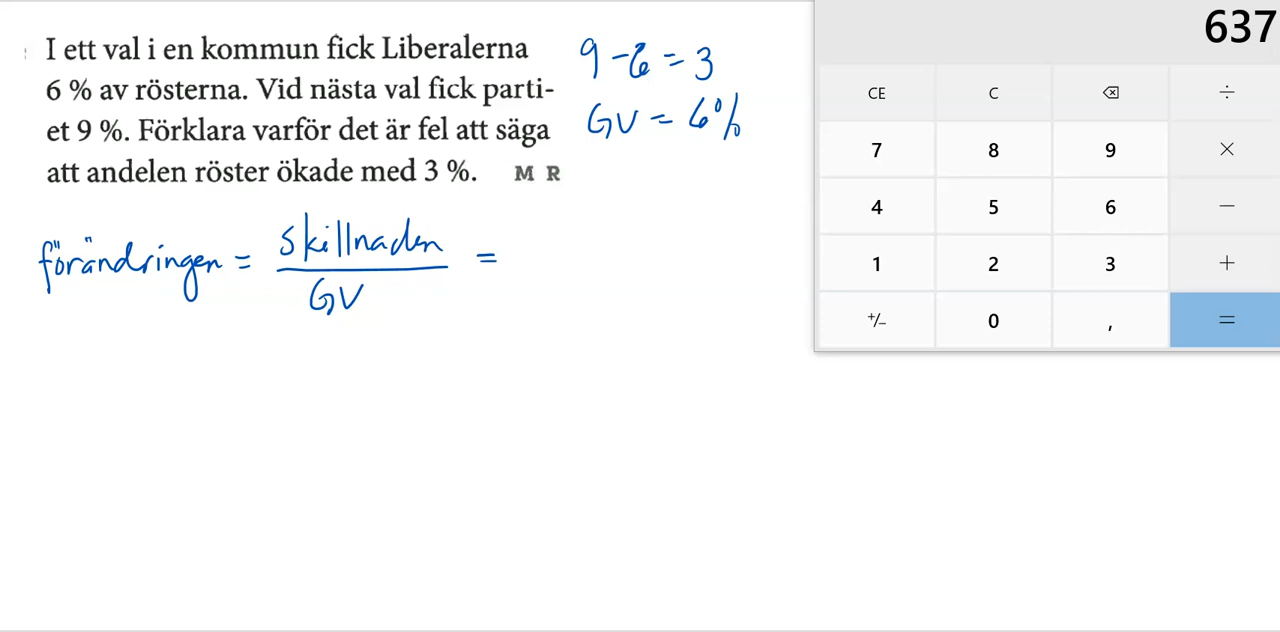 I ett val i en kommun fick Liberalerna
6 % av rösterna. Vid nästa val fick parti-
et 9 %. Förklara varför det är fel att säga
att andelen röster ökade med 3 %. M R
9 - 6 = 3
GV = 6%
förändringen = skillnaden =
GV
637
CE C ÷
7 8 9 ×
4 5 6 −
1 2 3 +
+/− 0 , =